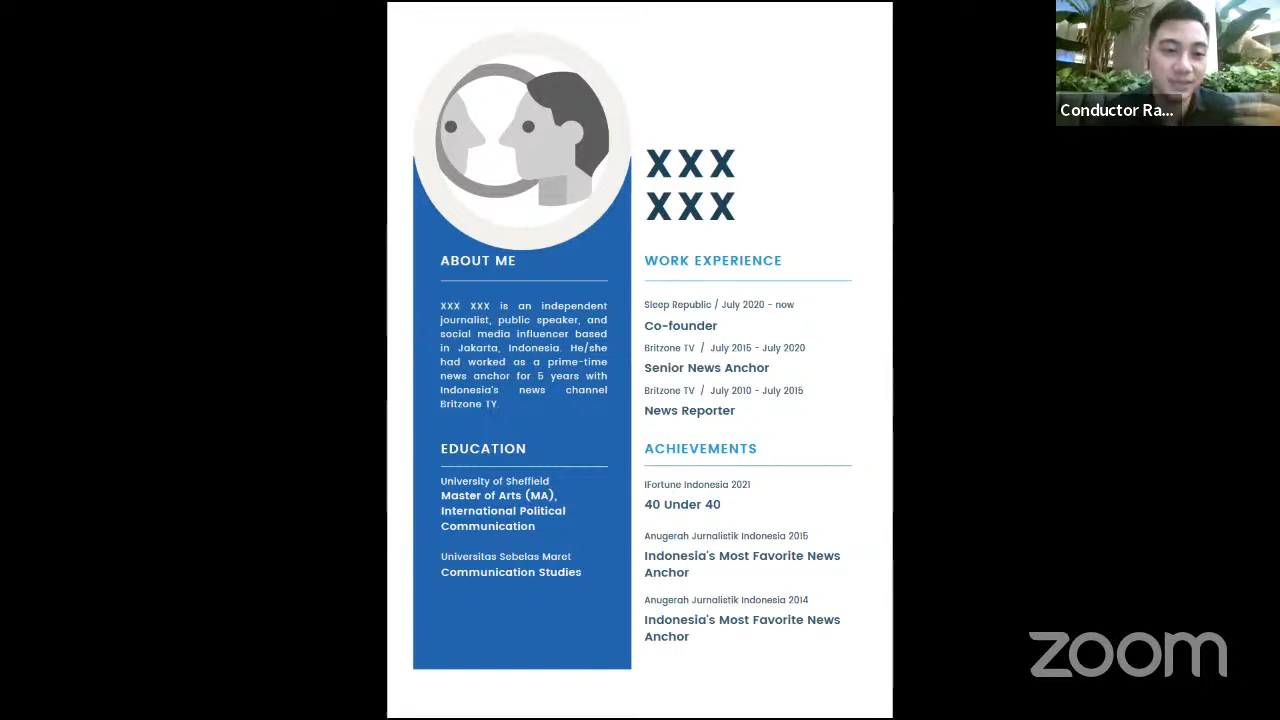 XXX
XXX
ABOUT ME
XXX XXX is an independent
journalist, public speaker, and
social media influencer based
in Jakarta, Indonesia. He/she
had worked as a prime-time
news anchor for 5 years with
Indonesia's news channel
Britzone TY.
EDUCATION
University of Sheffield
Master of Arts (MA),
International Political
Communication
Universitas Sebelas Maret
Communication Studies
WORK EXPERIENCE
Sleep Republic / July 2020 - now
Co-founder
Britzone TV / July 2015 - July 2020
Senior News Anchor
Britzone TV / July 2010 - July 2015
News Reporter
ACHIEVEMENTS
IFortune Indonesia 2021
40 Under 40
Anugerah Jurnalistik Indonesia 2015
Indonesia's Most Favorite News
Anchor
Anugerah Jurnalistik Indonesia 2014
Indonesia's Most Favorite News
Anchor
Conductor Ra...
zoom